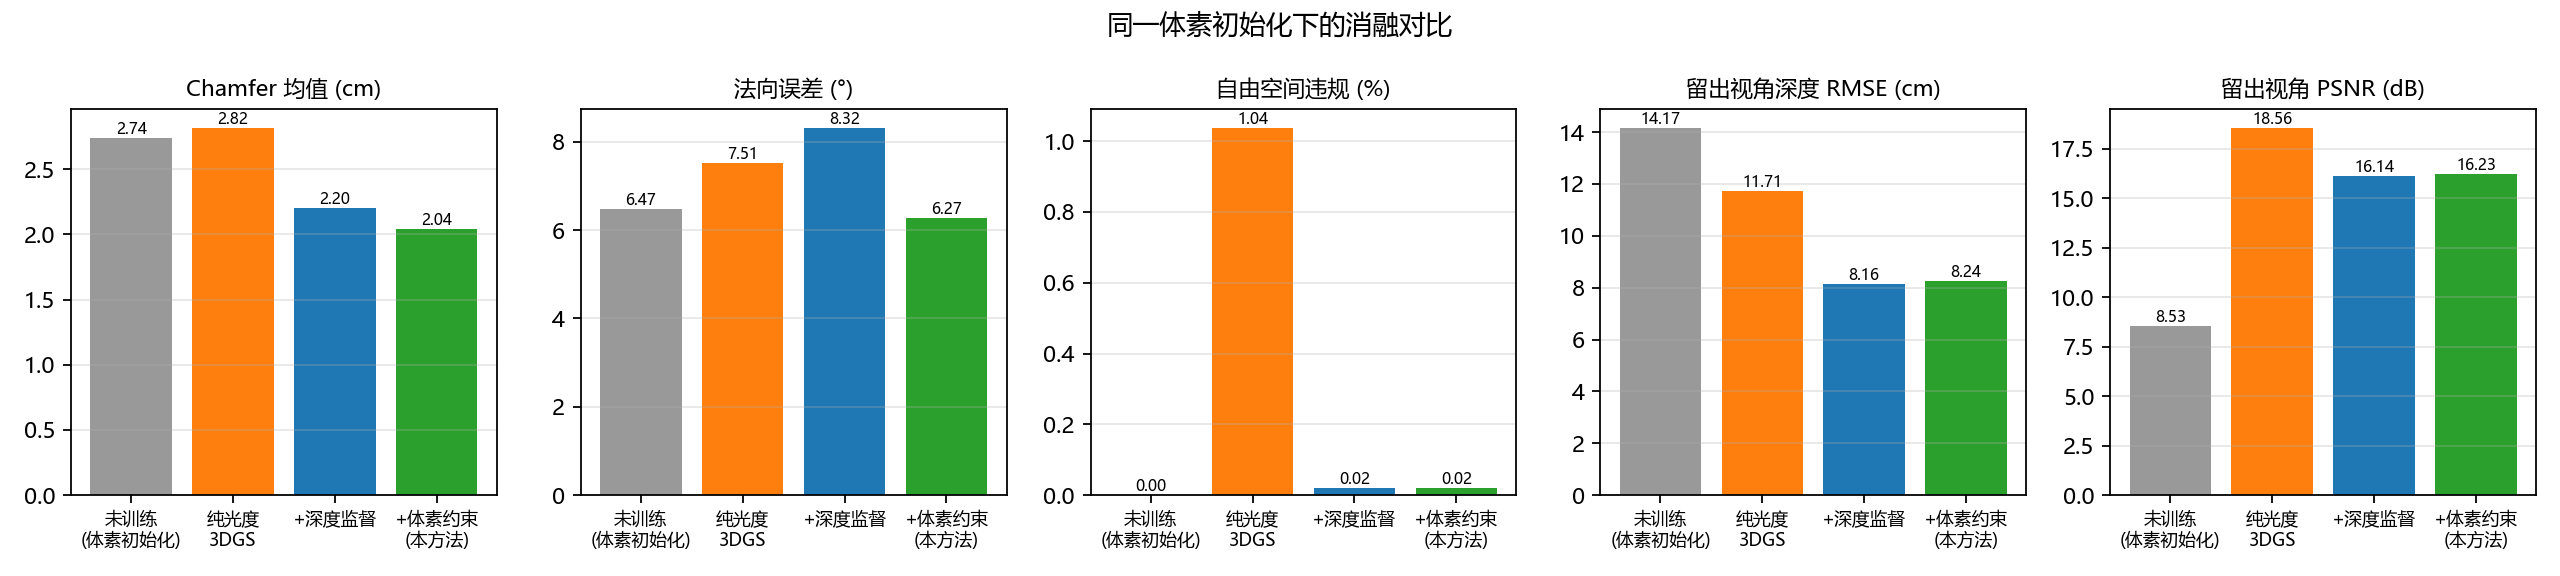 同一体素初始化下的消融对比
Chamfer 均值 (cm)
2.5
2.0
1.5
1.0
0.5
0.0
2.74
2.82
2.20
2.04
未训练
(体素初始化)
纯光度
3DGS
+深度监督
+体素约束
(本方法)
法向误差 (°)
8
6
4
2
0
6.47
7.51
8.32
6.27
未训练
(体素初始化)
纯光度
3DGS
+深度监督
+体素约束
(本方法)
自由空间违规 (%)
1.0
0.8
0.6
0.4
0.2
0.0
0.00
1.04
0.02
0.02
未训练
(体素初始化)
纯光度
3DGS
+深度监督
+体素约束
(本方法)
留出视角深度 RMSE (cm)
14
12
10
8
6
4
2
0
14.17
11.71
8.16
8.24
未训练
(体素初始化)
纯光度
3DGS
+深度监督
+体素约束
(本方法)
留出视角 PSNR (dB)
17.5
15.0
12.5
10.0
7.5
5.0
2.5
0.0
8.53
18.56
16.14
16.23
未训练
(体素初始化)
纯光度
3DGS
+深度监督
+体素约束
(本方法)